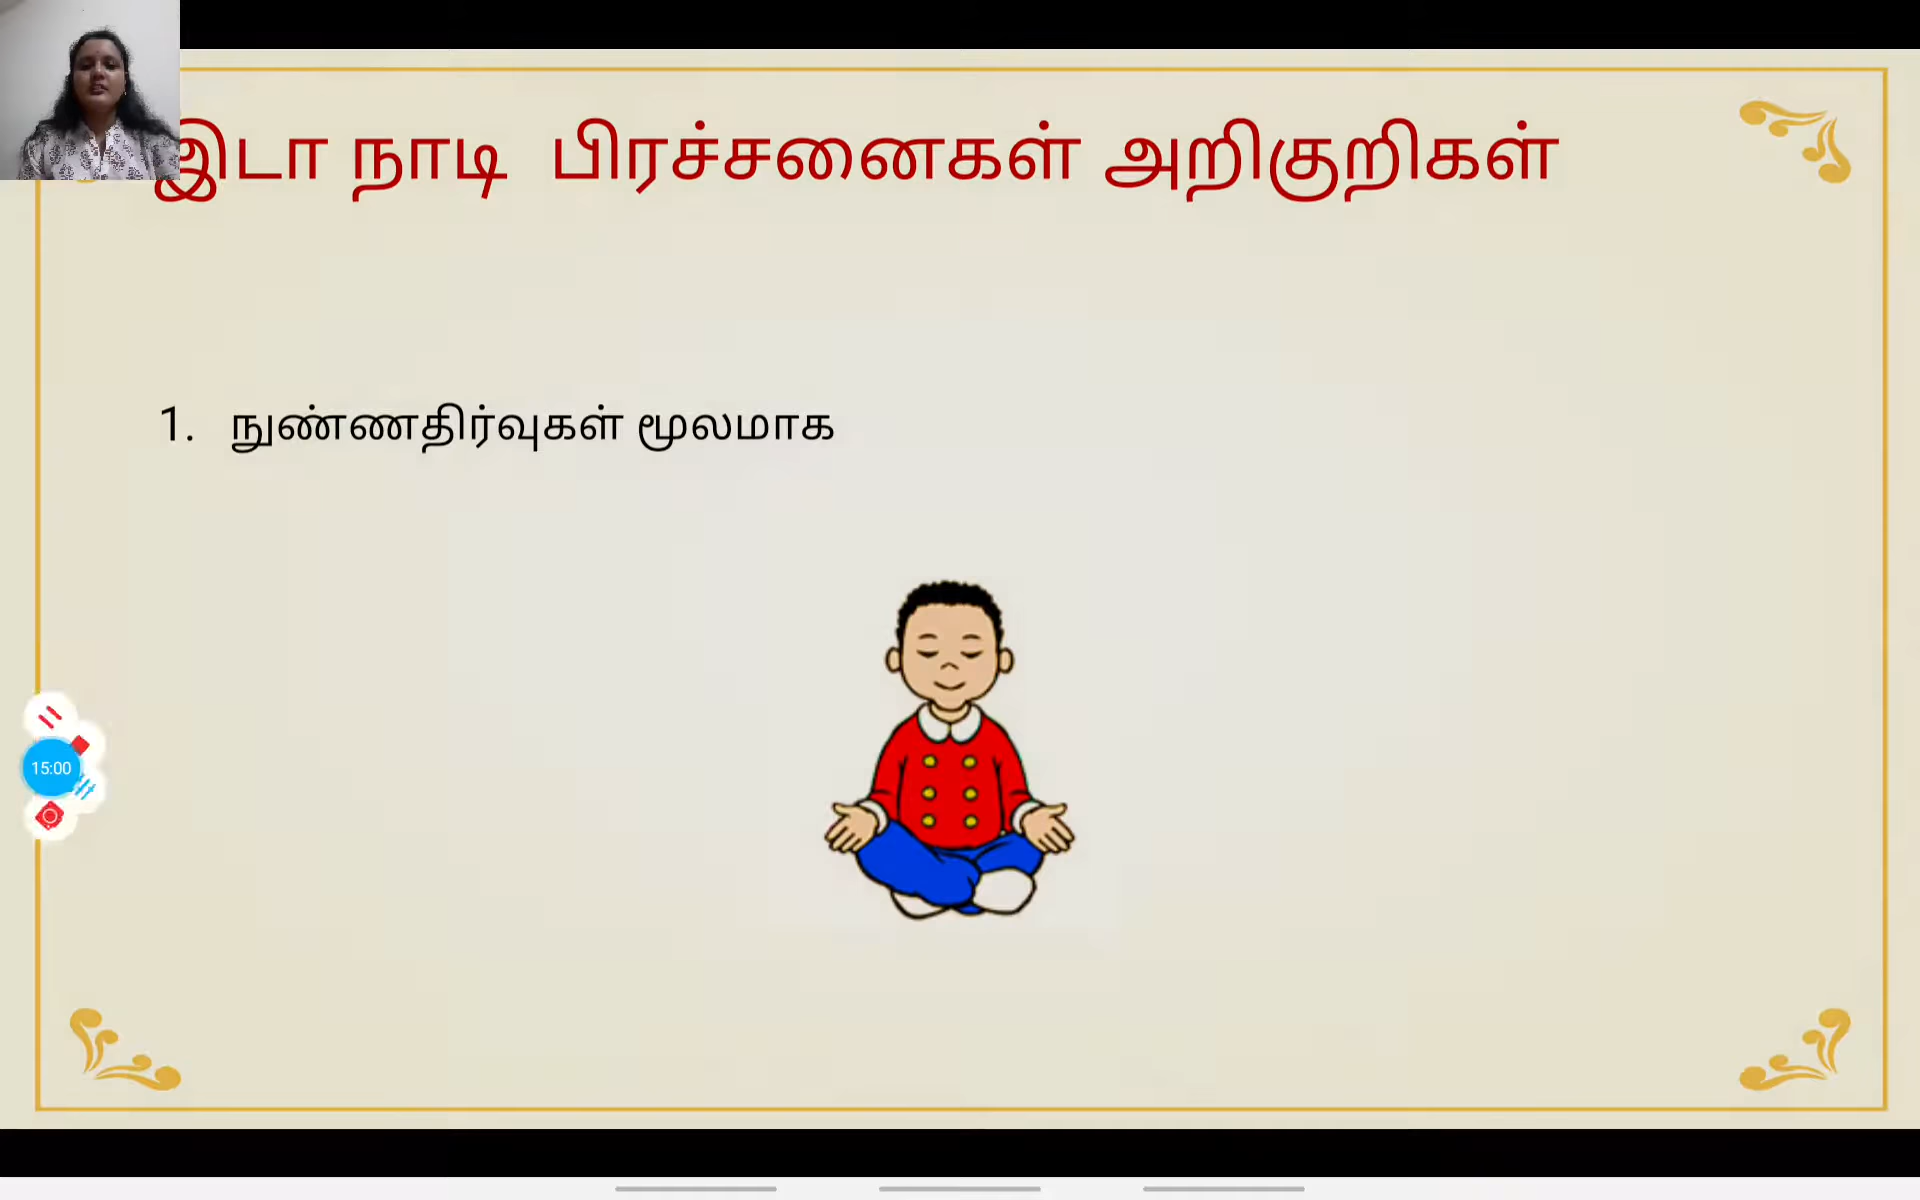 இடா நாடி பிரச்சனைகள் அறிகுறிகள்
1. நுண்ணதிர்வுகள் மூலமாக
15:00